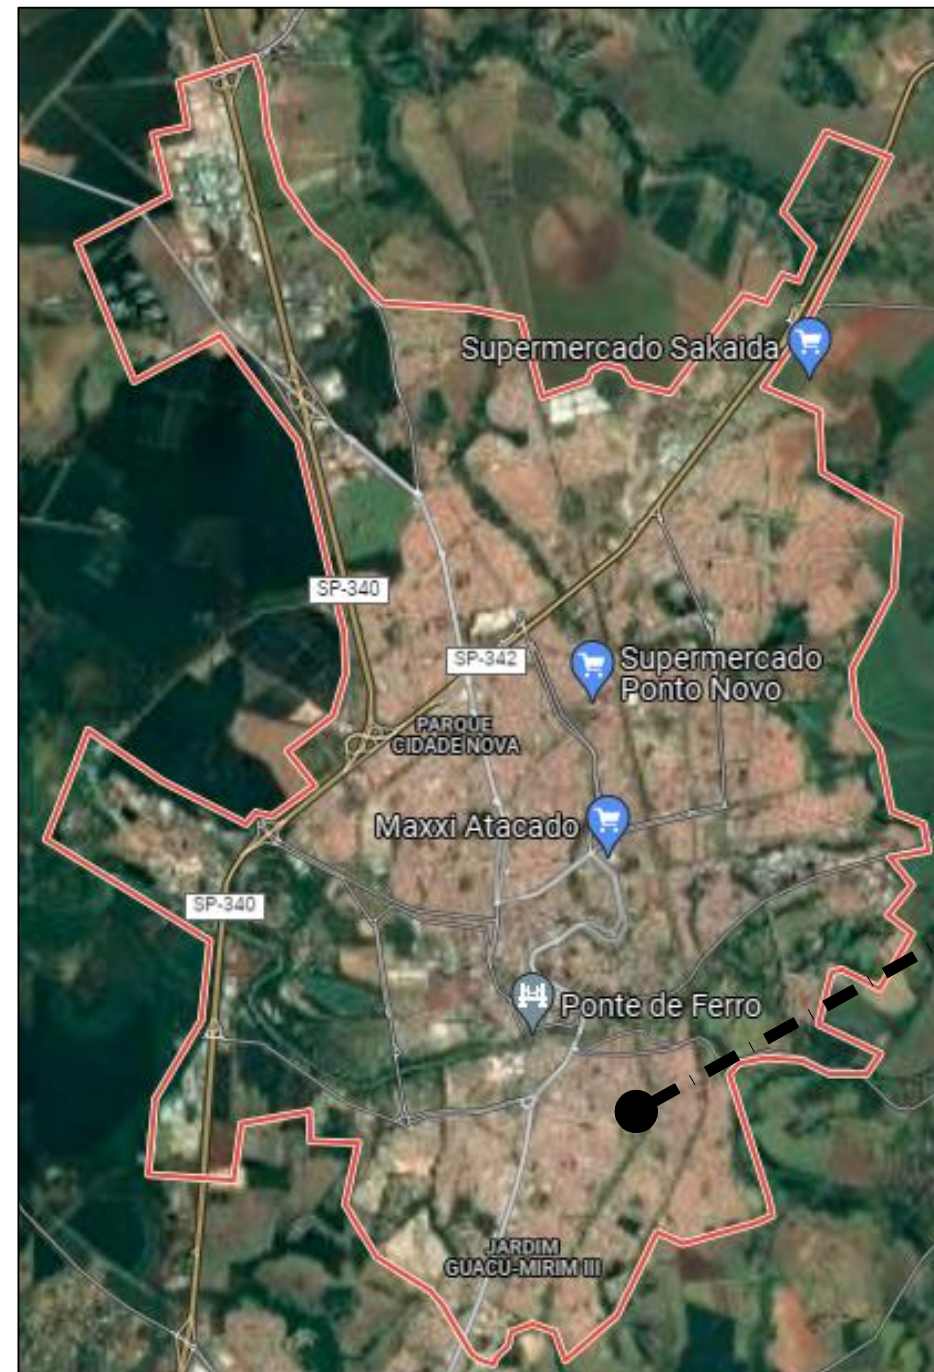 Supermercado Sakaida
SP-340
SP-342
Supermercado
Ponto Novo
PARQUE
CIDADE NOVA
Maxxi Atacado
SP-340
Ponte de Ferro
JARDIM
GUAÇU-MIRIM III